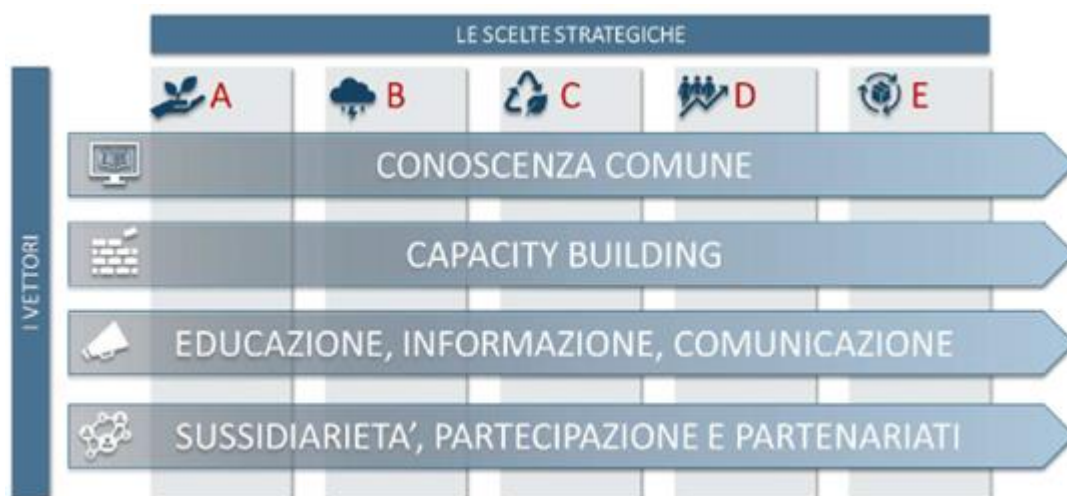 LE SCELTE STRATEGICHE
A
B
C
D
E
I VETTORI
CONOSCENZA COMUNE
CAPACITY BUILDING
EDUCAZIONE, INFORMAZIONE, COMUNICAZIONE
SUSSIDIARIETA’, PARTECIPAZIONE E PARTENARIATI